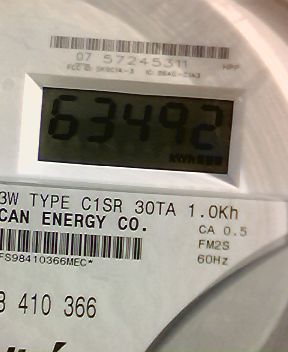 07 57245311
63492
KWH
3W TYPE C1SR 30TA 1.0Kh
CAN ENERGY CO.
CA 0.5
FM2S
60Hz
FS98410366MEC*
410 366